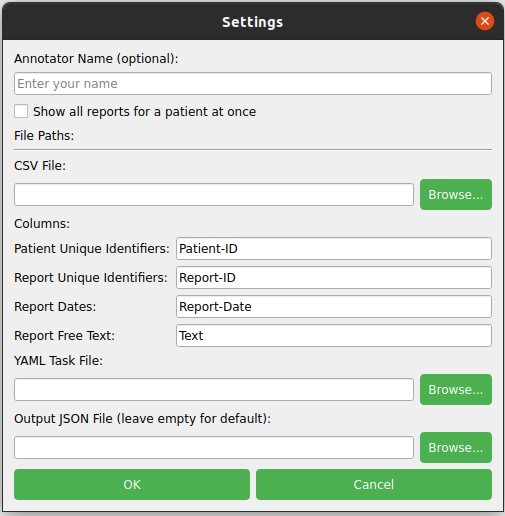 Settings
Annotator Name (optional):
Enter your name
Show all reports for a patient at once
File Paths:
CSV File:
Browse...
Columns:
Patient Unique Identifiers: Patient-ID
Report Unique Identifiers: Report-ID
Report Dates: Report-Date
Report Free Text: Text
YAML Task File:
Browse...
Output JSON File (leave empty for default):
Browse...
OK Cancel